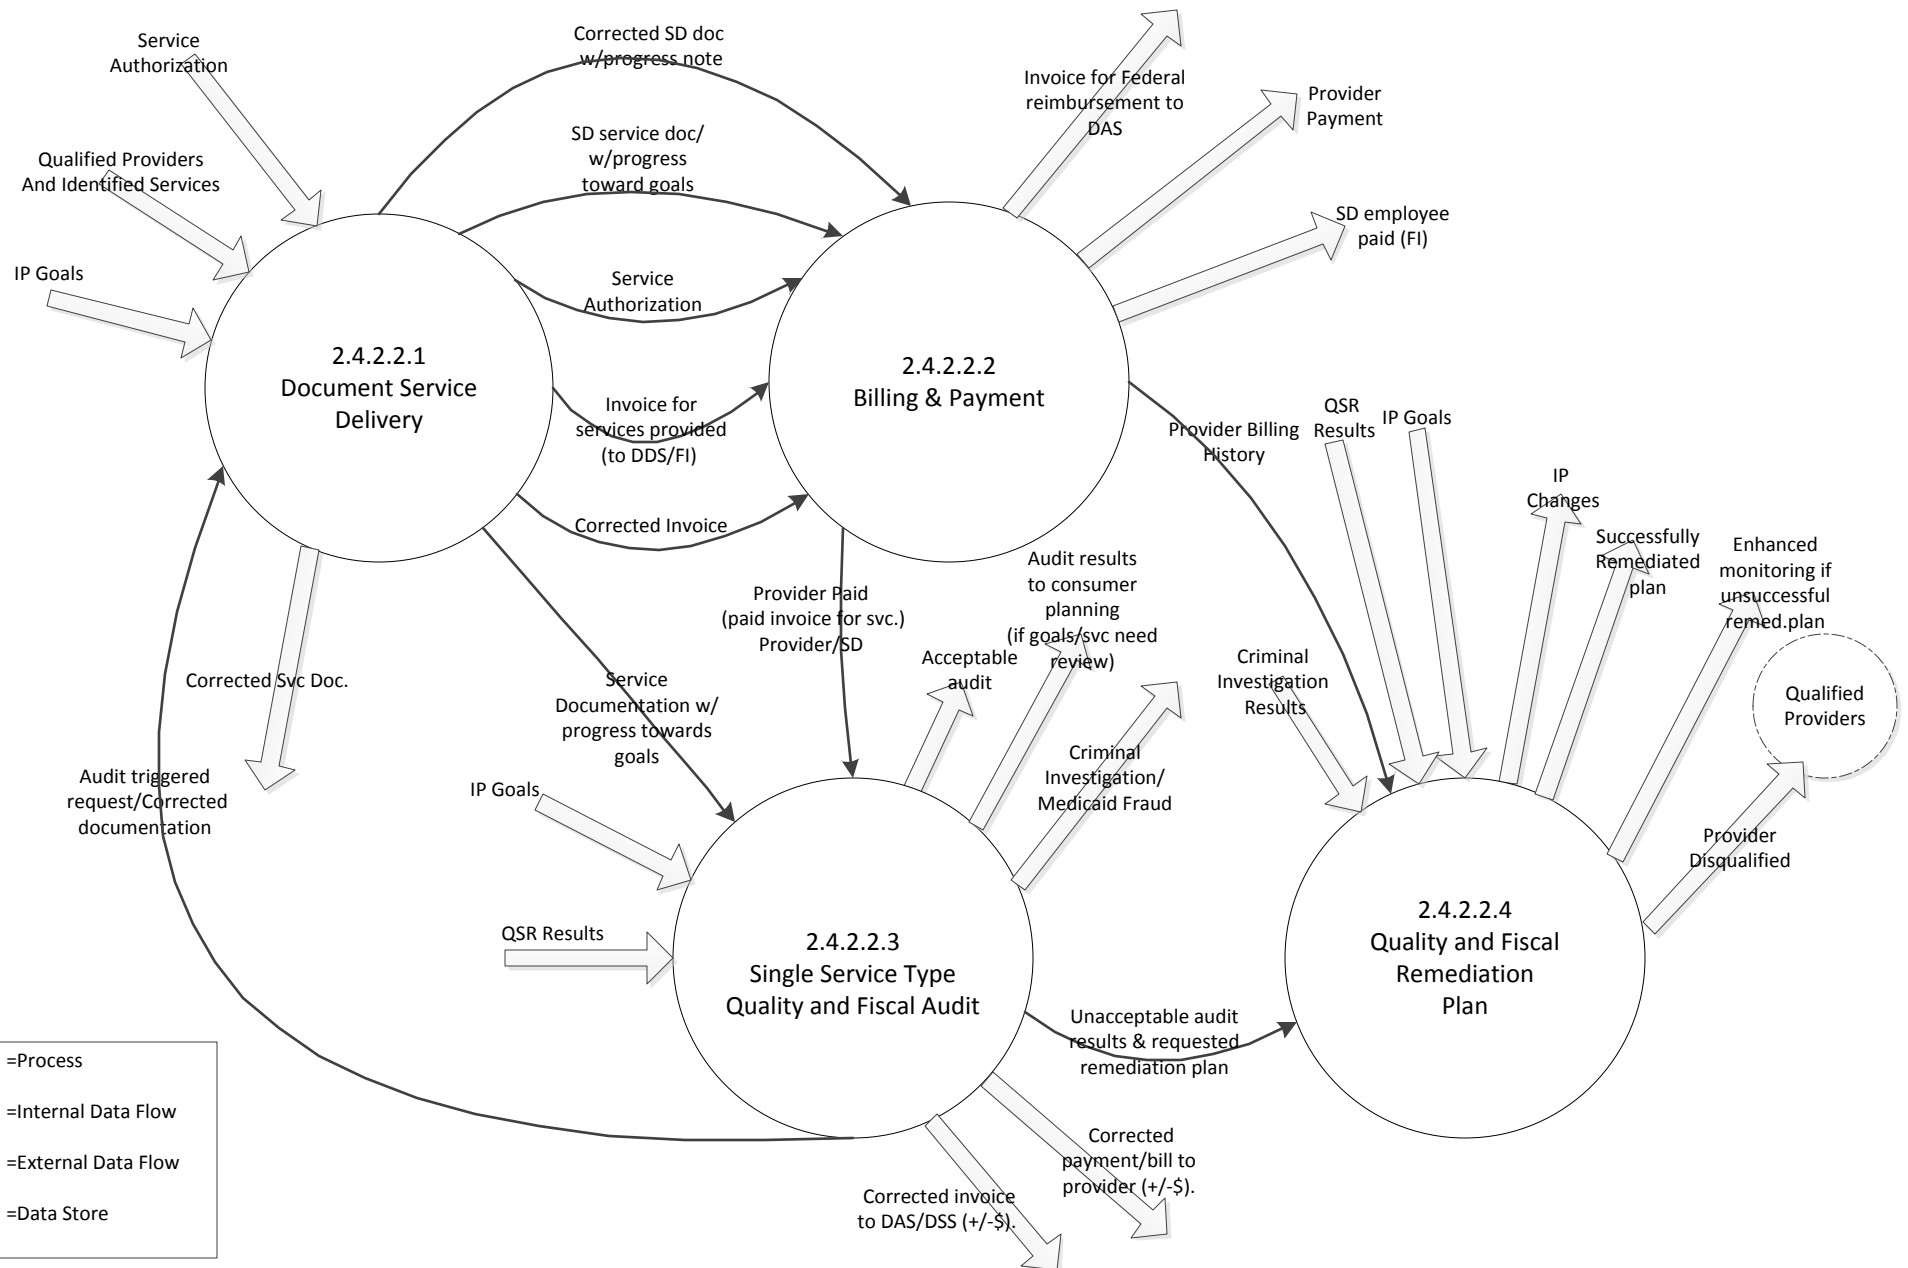 Service
Authorization
Qualified Providers
And Identified Services
IP Goals
Corrected SD doc
w/progress note
SD service doc/
w/progress
toward goals
Service
Authorization
Invoice for
services provided
(to DDS/FI)
Corrected Invoice
2.4.2.2.1
Document Service
Delivery
2.4.2.2.2
Billing & Payment
Invoice for Federal
reimbursement to
DAS
Provider
Payment
SD employee
paid (FI)
Provider Billing
History
QSR
Results
IP Goals
IP
Changes
Successfully
Remediated
plan
Enhanced
monitoring if
unsuccessful
remed.plan
Qualified
Providers
Provider
Disqualified
Criminal
Investigation
Results
Audit results
to consumer
planning
(if goals/svc need
review)
Acceptable
audit
Criminal
Investigation/
Medicaid Fraud
Provider Paid
(paid invoice for svc.)
Provider/SD
Service
Documentation w/
progress towards
goals
Corrected Svc Doc.
Audit triggered
request/Corrected
documentation
IP Goals
QSR Results
2.4.2.2.3
Single Service Type
Quality and Fiscal Audit
2.4.2.2.4
Quality and Fiscal
Remediation
Plan
Unacceptable audit
results & requested
remediation plan
Corrected
payment/bill to
provider (+/-$).
Corrected invoice
to DAS/DSS (+/-$).
=Process
=Internal Data Flow
=External Data Flow
=Data Store